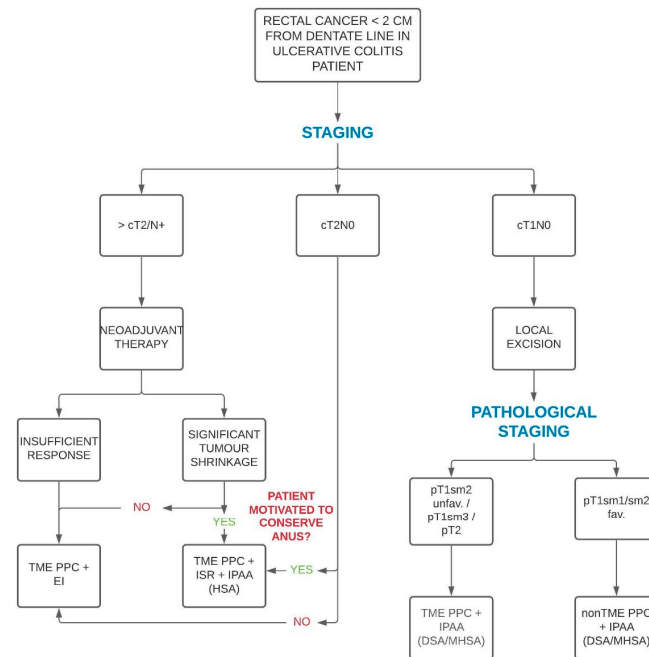 RECTAL CANCER < 2 CM
FROM DENTATE LINE IN
ULCERATIVE COLITIS
PATIENT
STAGING
> cT2/N+
cT2N0
cT1N0
NEOADJUVANT
THERAPY
LOCAL
EXCISION
PATHOLOGICAL
STAGING
INSUFFICIENT
RESPONSE
SIGNIFICANT
TUMOUR
SHRINKAGE
pT1sm2
unfav. /
pT1sm3 /
pT2
pT1sm1/sm2
fav.
NO
YES
PATIENT
MOTIVATED TO
CONSERVE
ANUS?
TME PPC +
EI
TME PPC +
ISR + IPAA
(HSA)
YES
NO
TME PPC +
IPAA
(DSA/MHSA)
nonTME PPC
+ IPAA
(DSA/MHSA)